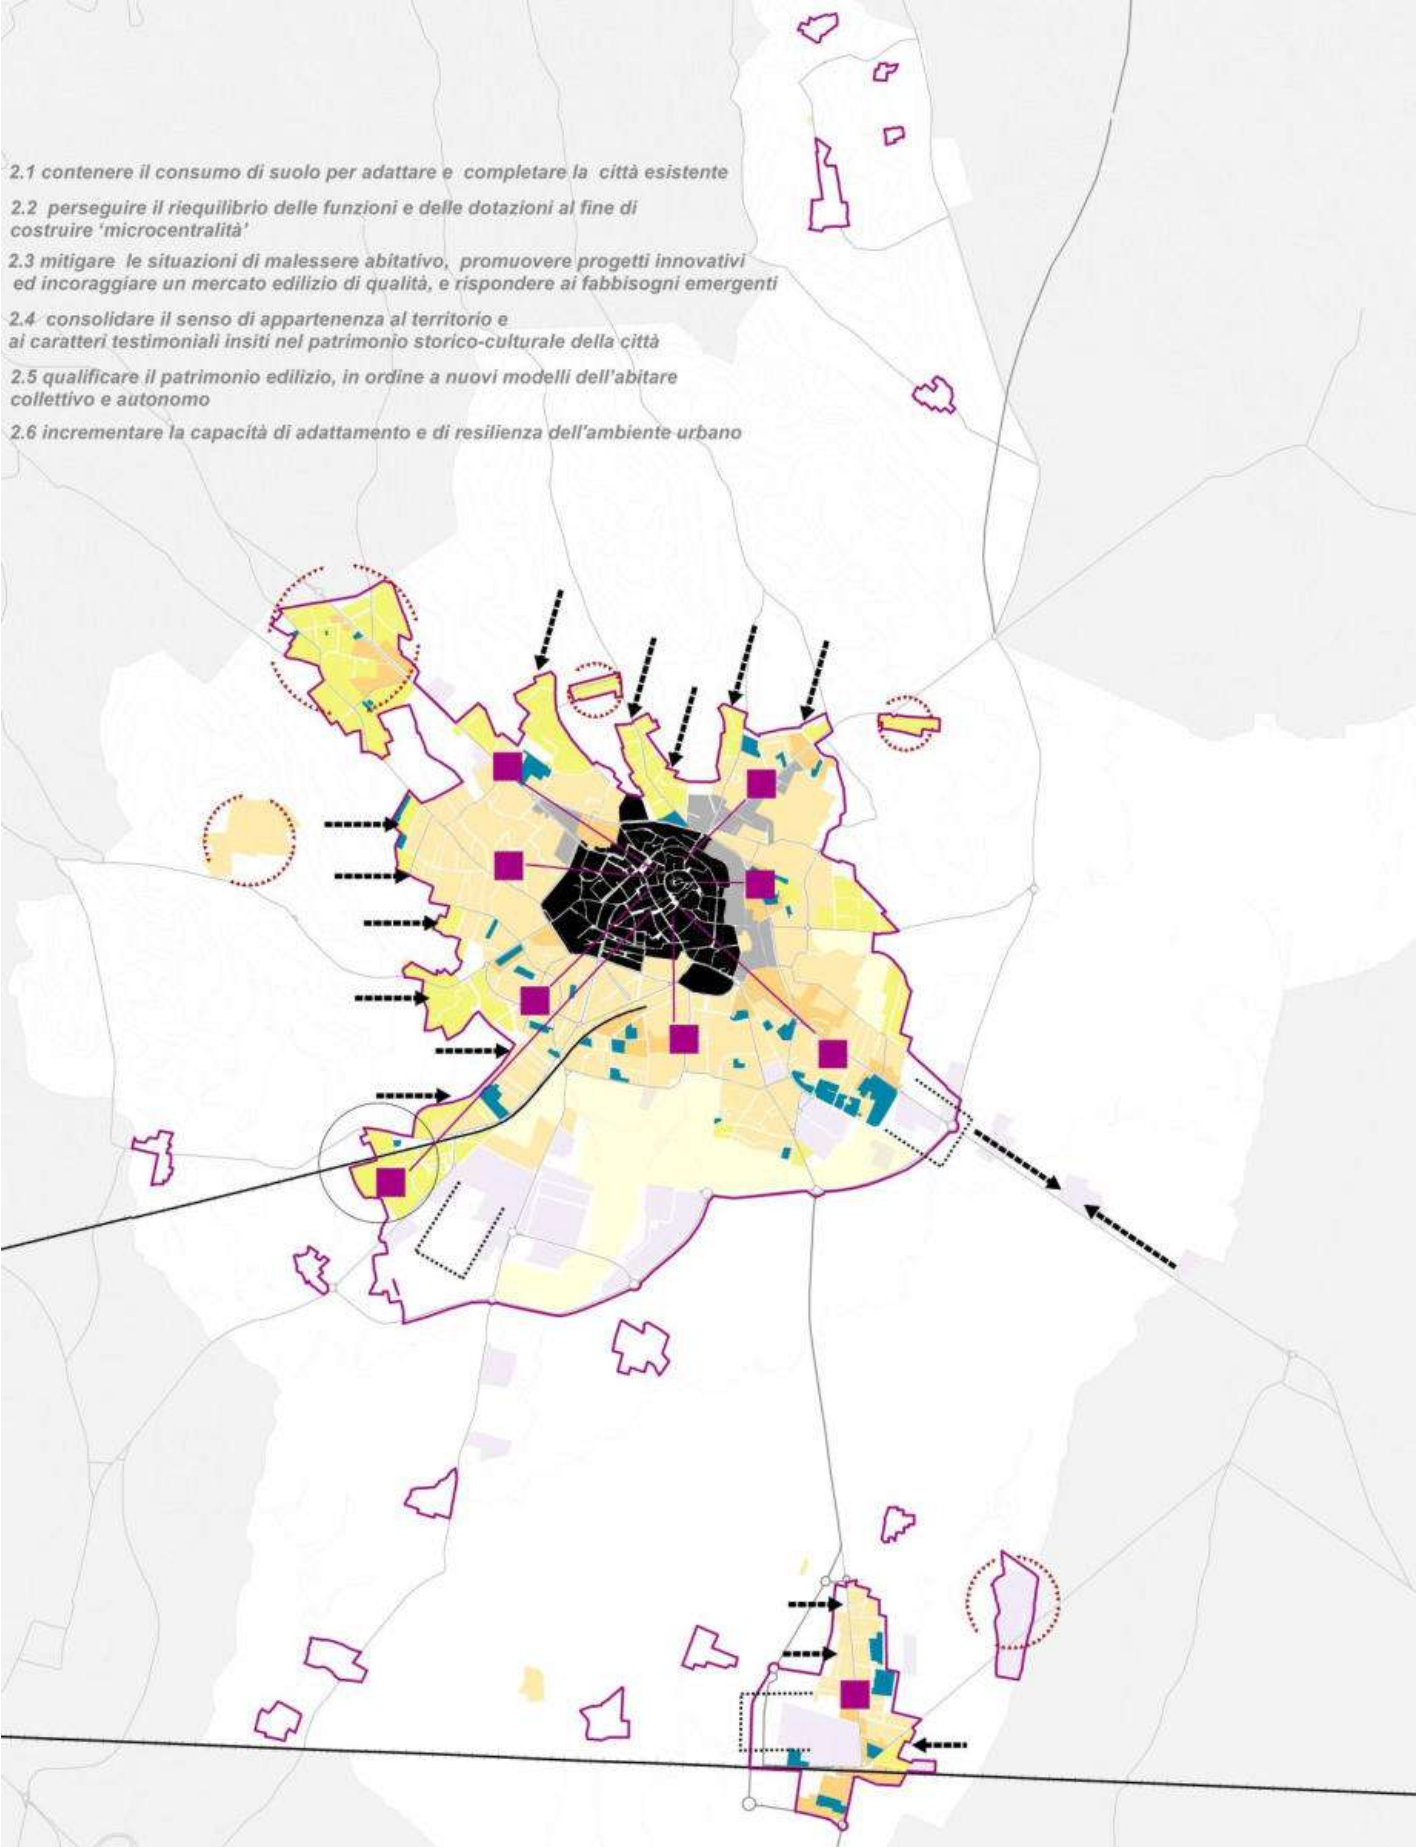 2.1 contenere il consumo di suolo per adattare e completare la città esistente
2.2 perseguire il riequilibrio delle funzioni e delle dotazioni al fine di
costruire ‘microcentralità’
2.3 mitigare le situazioni di malessere abitativo, promuovere progetti innovativi
ed incoraggiare un mercato edilizio di qualità, e rispondere ai fabbisogni emergenti
2.4 consolidare il senso di appartenenza al territorio e
ai caratteri testimoniali insiti nel patrimonio storico-culturale della città
2.5 qualificare il patrimonio edilizio, in ordine a nuovi modelli dell’abitare
collettivo e autonomo
2.6 incrementare la capacità di adattamento e di resilienza dell’ambiente urbano